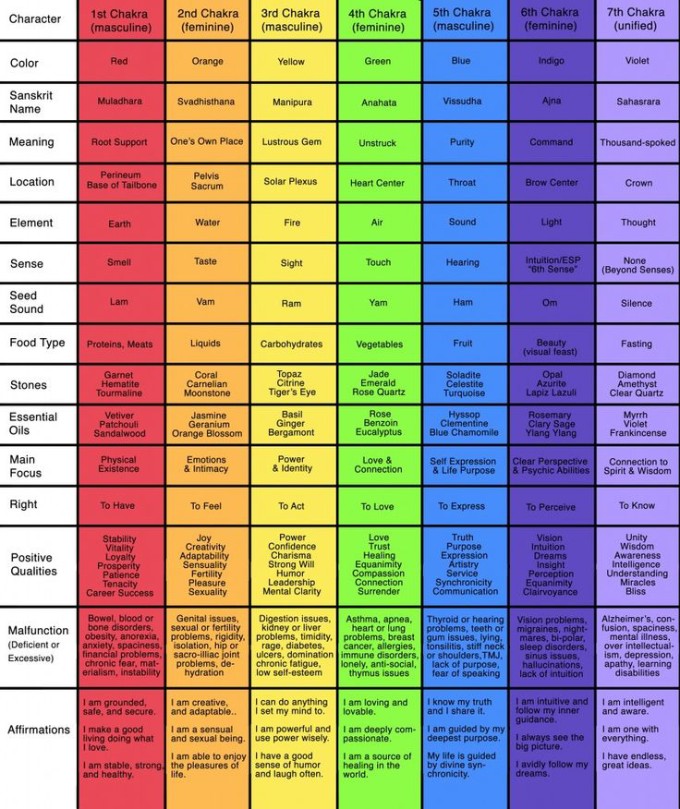 Character
1st Chakra
(masculine)
2nd Chakra
(feminine)
3rd Chakra
(masculine)
4th Chakra
(feminine)
5th Chakra
(masculine)
6th Chakra
(feminine)
7th Chakra
(unified)
Color
Red
Orange
Yellow
Green
Blue
Indigo
Violet
Sanskrit
Name
Muladhara
Svadhisthana
Manipura
Anahata
Vissudha
Ajna
Sahasrara
Meaning
Root Support
One's Own Place
Lustrous Gem
Unstruck
Purity
Command
Thousand-spoked
Location
Perineum
Base of Tailbone
Pelvis
Sacrum
Solar Plexus
Heart Center
Throat
Brow Center
Crown
Element
Earth
Water
Fire
Air
Sound
Light
Thought
Sense
Smell
Taste
Sight
Touch
Hearing
Intuition/ESP
"6th Sense"
None
(Beyond Senses)
Seed
Sound
Lam
Vam
Ram
Yam
Ham
Om
Silence
Food Type
Proteins, Meats
Liquids
Carbohydrates
Vegetables
Fruit
Beauty
(visual feast)
Fasting
Stones
Garnet
Hematite
Tourmaline
Coral
Carnelian
Moonstone
Topaz
Citrine
Tiger's Eye
Jade
Emerald
Rose Quartz
Soladite
Celestite
Turquoise
Opal
Azurite
Lapiz Lazuli
Diamond
Amethyst
Clear Quartz
Essential
Oils
Vetiver
Patchouli
Sandalwood
Jasmine
Geranium
Orange Blossom
Basil
Ginger
Bergamont
Rose
Benzoin
Eucalyptus
Hyssop
Clementine
Blue Chamomile
Rosemary
Clary Sage
Ylang Ylang
Myrrh
Violet
Frankincense
Main
Focus
Physical
Existence
Emotions
& Intimacy
Power
& Identity
Love &
Connection
Self Expression
& Life Purpose
Clear Perspective
& Psychic Abilities
Connection to
Spirit & Wisdom
Right
To Have
To Feel
To Act
To Love
To Express
To Perceive
To Know
Positive
Qualities
Stability
Vitality
Loyalty
Prosperity
Patience
Tenacity
Career Success
Joy
Creativity
Adaptability
Sensuality
Fertility
Pleasure
Sexuality
Power
Confidence
Charisma
Strong Will
Humor
Leadership
Mental Clarity
Love
Trust
Healing
Equanimity
Compassion
Connection
Surrender
Truth
Purpose
Expression
Artistry
Service
Synchronicity
Communication
Vision
Intuition
Dreams
Insight
Perception
Equanimity
Clairvoyance
Unity
Wisdom
Awareness
Intelligence
Understanding
Miracles
Bliss
Malfunction
(Deficient or
Excessive)
Bowel, blood or
bone disorders,
obesity, anorexia,
anxiety, spaciness,
financial problems,
chronic fear, mat-
erialism, instability
Genital issues,
sexual or fertility
problems, rigidity,
isolation, hip or
sacro-illiac joint
problems, de-
hydration
Digestion issues,
kidney or liver
problems, timidity,
rage, diabetes,
ulcers, domination
chronic fatigue,
low self-esteem
Asthma, apnea,
heart or lung
problems, breast
cancer, allergies,
immune disorders,
lonely, anti-social,
thymus issues
Thyroid or hearing
problems, teeth or
gum issues, lying,
tonsilitis, stiff neck
or shoulders,TMJ,
lack of purpose,
fear of speaking
Vision problems,
migraines, night-
mares, bi-polar,
sleep disorders,
sinus issues,
hallucinations,
lack of intuition
Alzheimer's, con-
fusion, spaciness,
mental illness,
over intellectual-
ism, depression,
apathy, learning
disabilities
Affirmations
I am grounded,
safe, and secure.
I make a good
living doing what
I love.
I am stable, strong,
and healthy.
I am creative,
and adaptable..
I am a sensual
and sexual being.
I am able to enjoy
the pleasures of
life.
I can do anything
I set my mind to.
I am powerful and
use power wisely.
I have a good
sense of humor
and laugh often.
I am loving and
lovable.
I am deeply com-
passionate.
I am a source of
healing in the
world.
I know my truth
and I share it.
I am guided by my
deepest purpose.
My life is guided
by divine syn-
chronicity.
I am intuitive and
follow my inner
guidance.
I always see the
big picture.
I avidly follow my
dreams.
I am intelligent
and aware.
I am one with
everything.
I have endless,
great ideas.